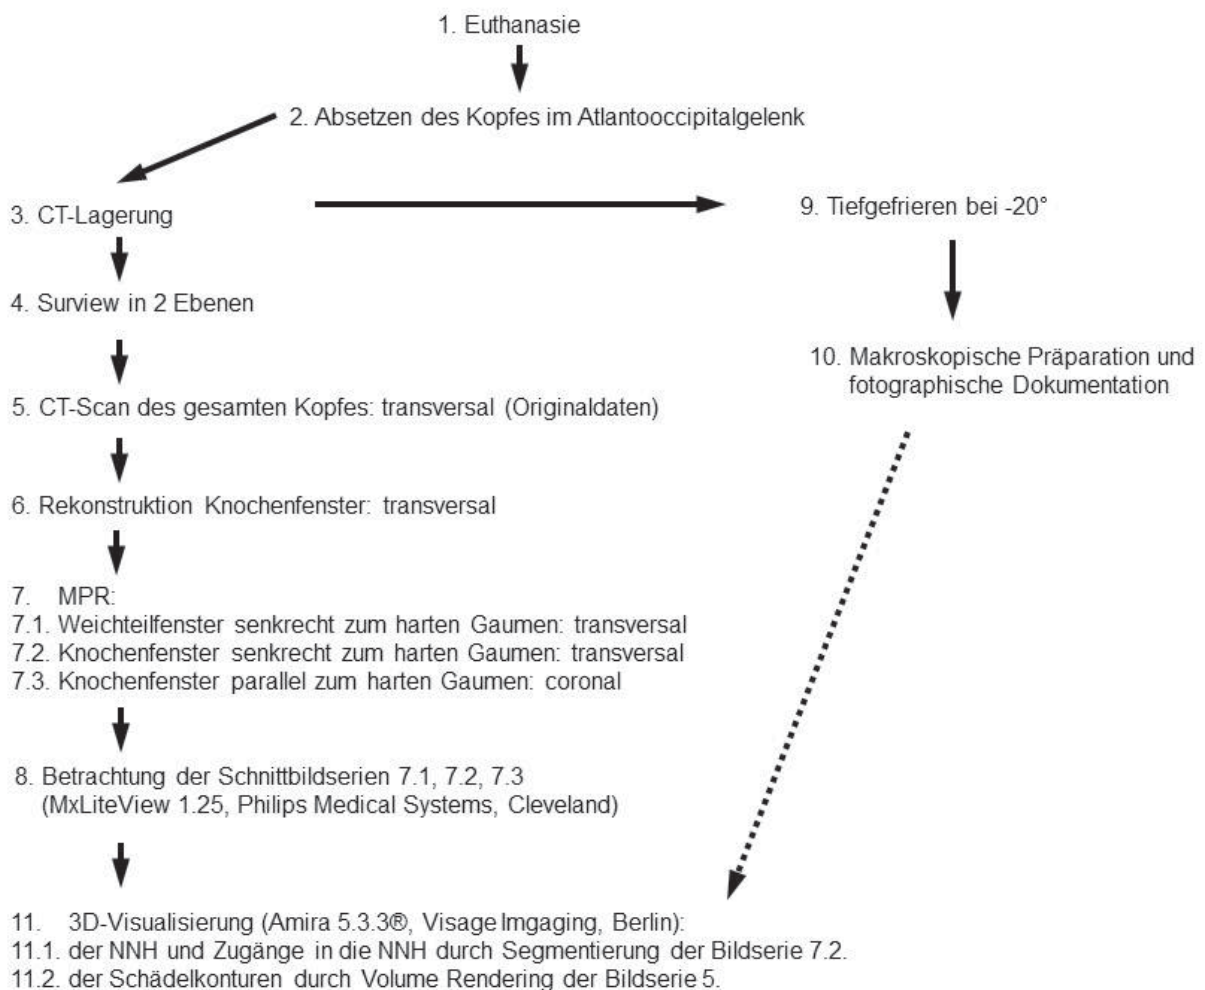 1. Euthanasie
2. Absetzen des Kopfes im Atlantooccipitalgelenk
3. CT-Lagerung
9. Tiefgefrieren bei -20°
4. Surview in 2 Ebenen
10. Makroskopische Präparation und
fotographische Dokumentation
5. CT-Scan des gesamten Kopfes: transversal (Originaldaten)
6. Rekonstruktion Knochenfenster: transversal
7. MPR:
7.1. Weichteilfenster senkrecht zum harten Gaumen: transversal
7.2. Knochenfenster senkrecht zum harten Gaumen: transversal
7.3. Knochenfenster parallel zum harten Gaumen: coronal
8. Betrachtung der Schnittbildserien 7.1, 7.2, 7.3
(MxLiteView 1.25, Philips Medical Systems, Cleveland)
11. 3D-Visualisierung (Amira 5.3.3®, Visage Imgaging, Berlin):
11.1. der NNH und Zugänge in die NNH durch Segmentierung der Bildserie 7.2.
11.2. der Schädelkonturen durch Volume Rendering der Bildserie 5.